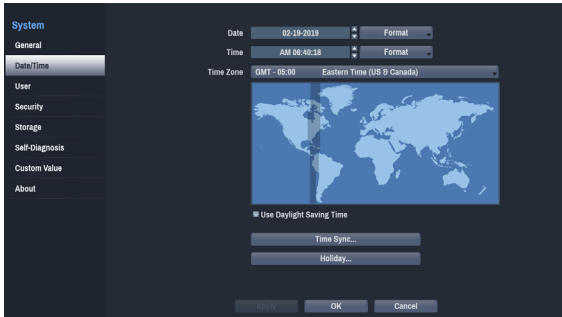 System
General
Date/Time
User
Security
Storage
Self-Diagnosis
Custom Value
About
Date 02-19-2019 Format
Time AM 06:40:18 Format
Time Zone GMT - 05:00 Eastern Time (US & Canada)
Use Daylight Saving Time
Time Sync...
Holiday...
Apply OK Cancel